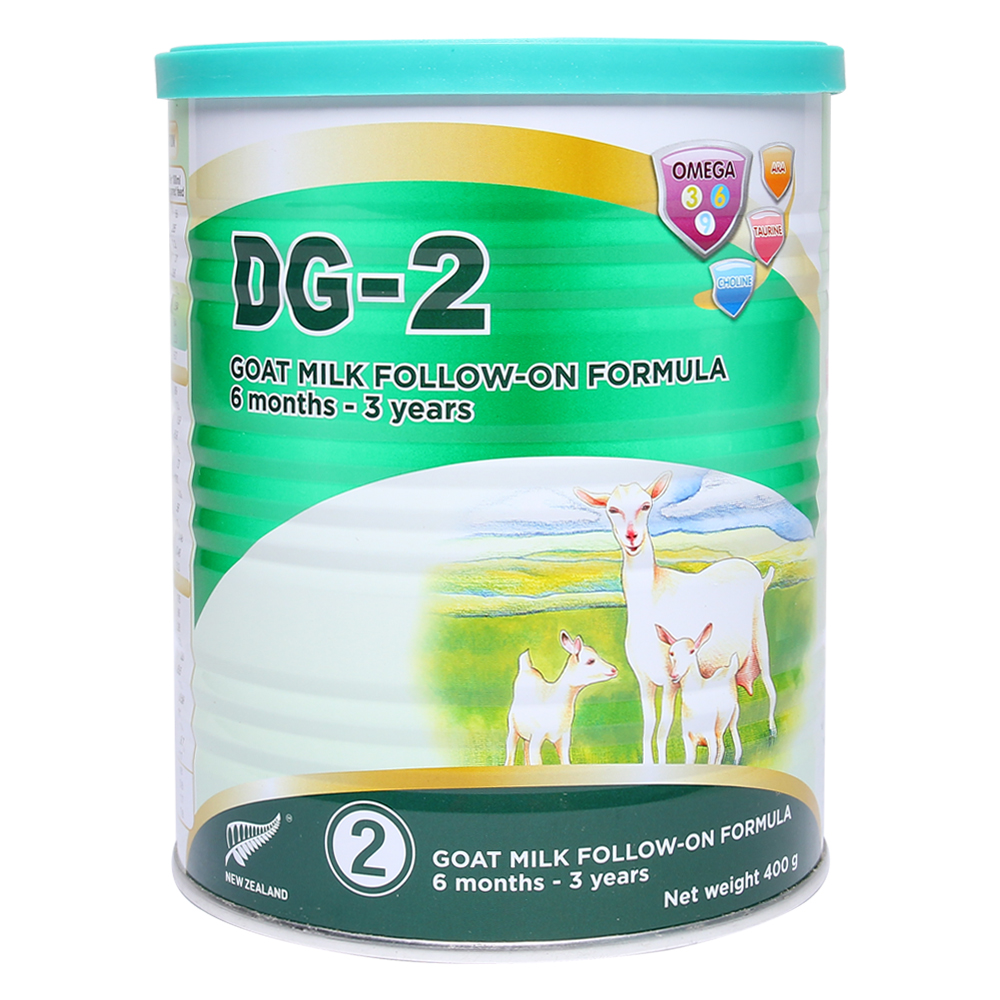 OMEGA
3 6
9
ARA
TAURINE
CHOLINE
DG-2
GOAT MILK FOLLOW-ON FORMULA
6 months - 3 years
NEW ZEALAND
2
GOAT MILK FOLLOW-ON FORMULA
6 months - 3 years
Net weight 400 g